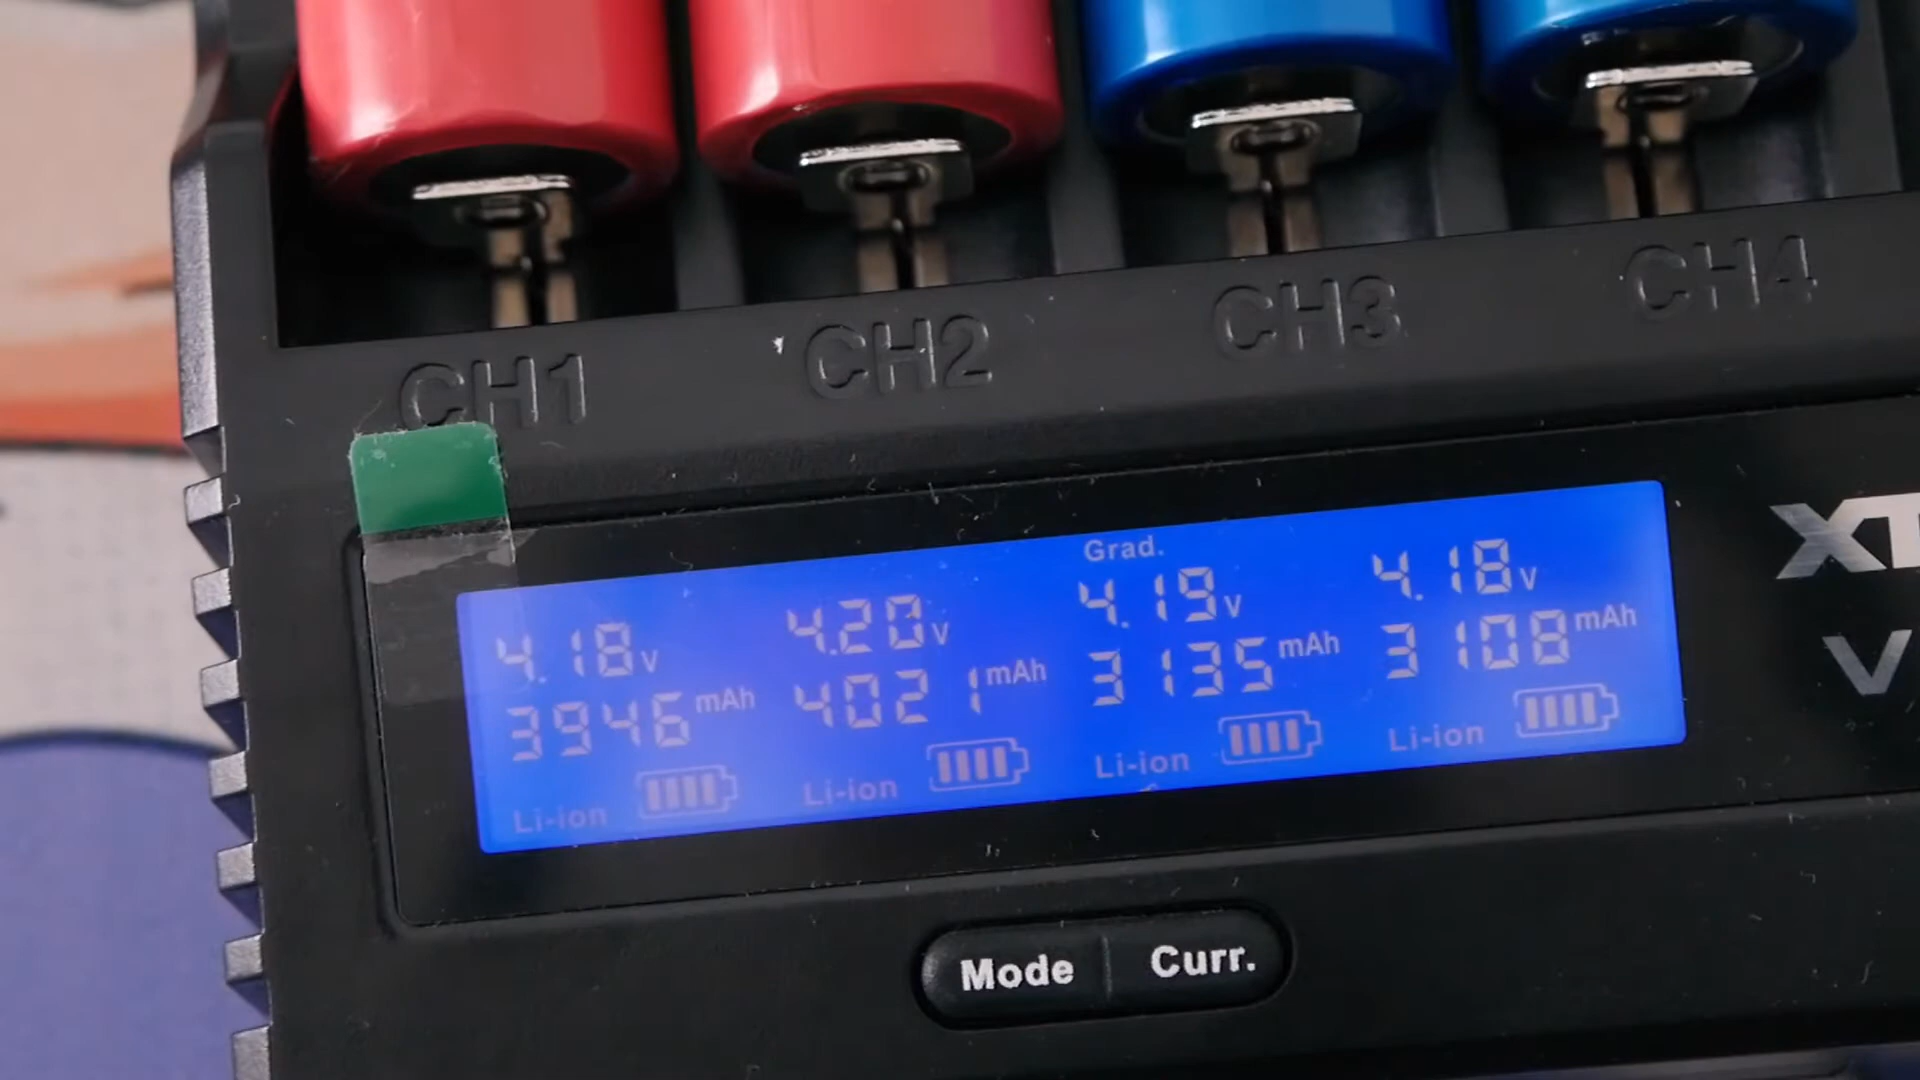 CH1 CH2 CH3 CH4
Grad.
4.18V 4.20V 4.19V 4.18V
3946mAh 4021mAh 3135mAh 3108mAh
Li-ion Li-ion Li-ion Li-ion
XT
V
Mode Curr.